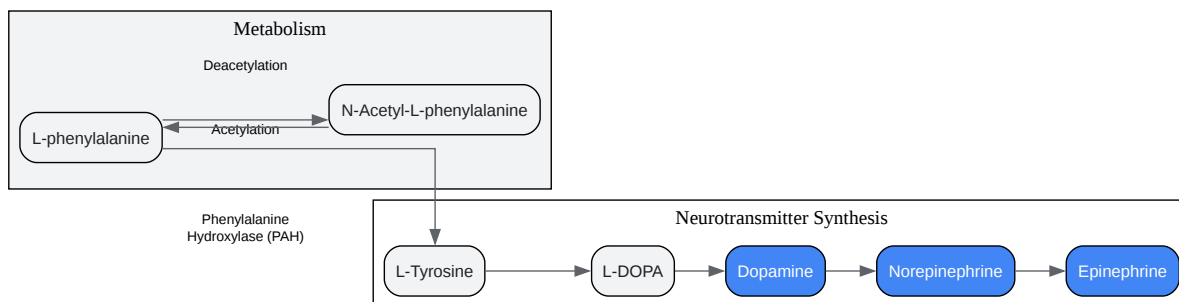 Metabolism
Deacetylation
N-Acetyl-L-phenylalanine
Acetylation
L-phenylalanine
Phenylalanine
Hydroxylase (PAH)
Neurotransmitter Synthesis
L-Tyrosine
L-DOPA
Dopamine
Norepinephrine
Epinephrine